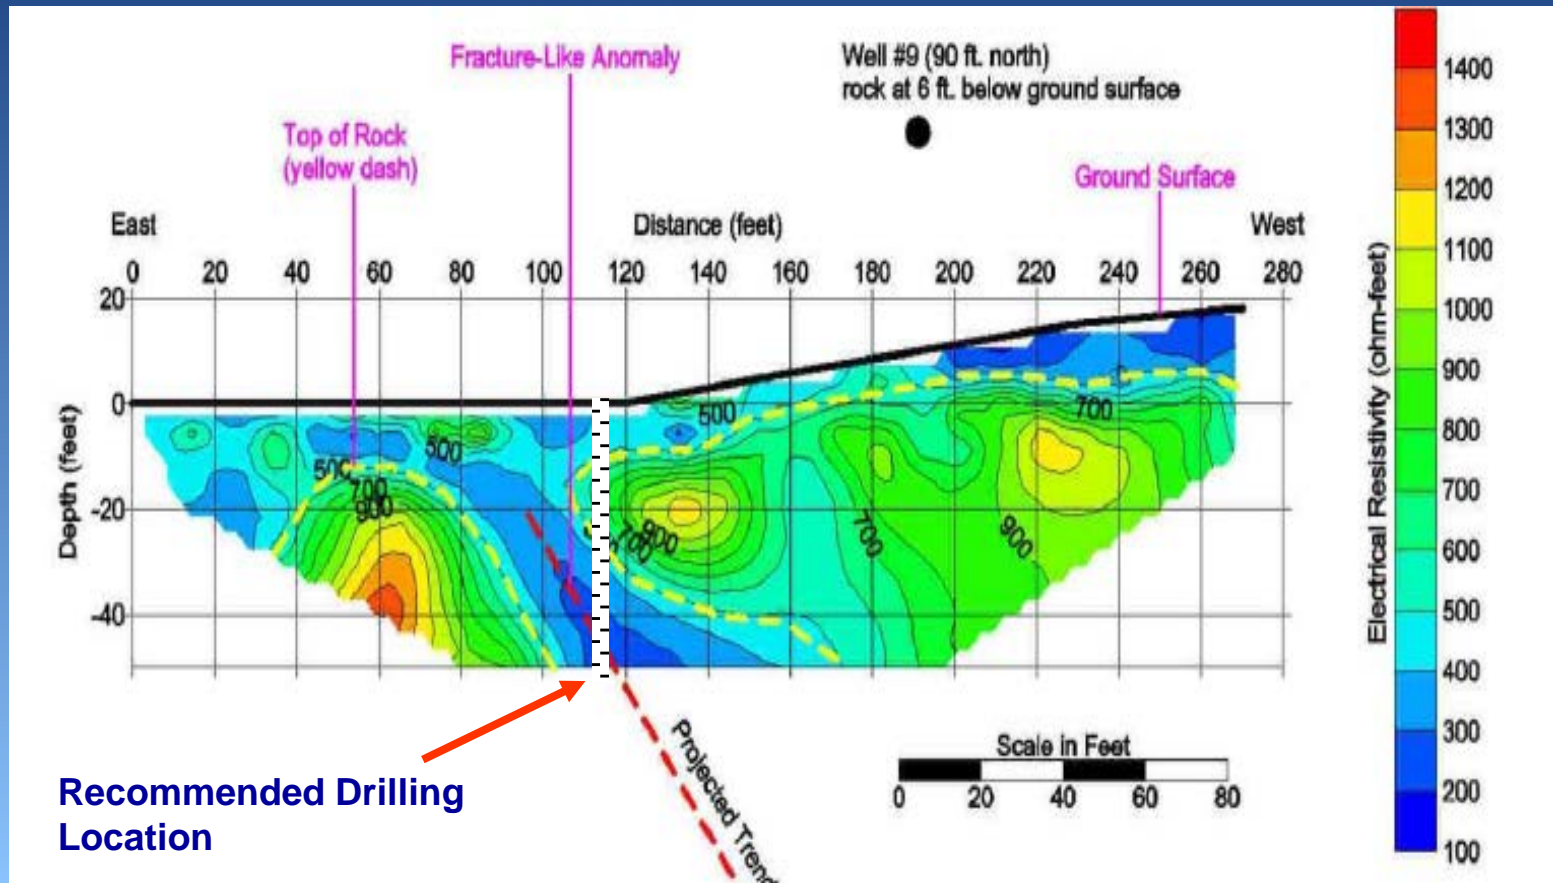 Fracture-Like Anomaly
Well #9 (90 ft. north)
rock at 6 ft. below ground surface
Top of Rock
(yellow dash)
Ground Surface
East
Distance (feet)
West
0 20 40 60 80 100 120 140 160 180 200 220 240 260 280
20
0
-20
-40
Depth (feet)
500
500
700
900
500
700
900
700
900
700
Projected Trend
Scale in Feet
0 20 40 60 80
Recommended Drilling
Location
Electrical Resistivity (ohm-feet)
1400
1300
1200
1100
1000
900
800
700
600
500
400
300
200
100